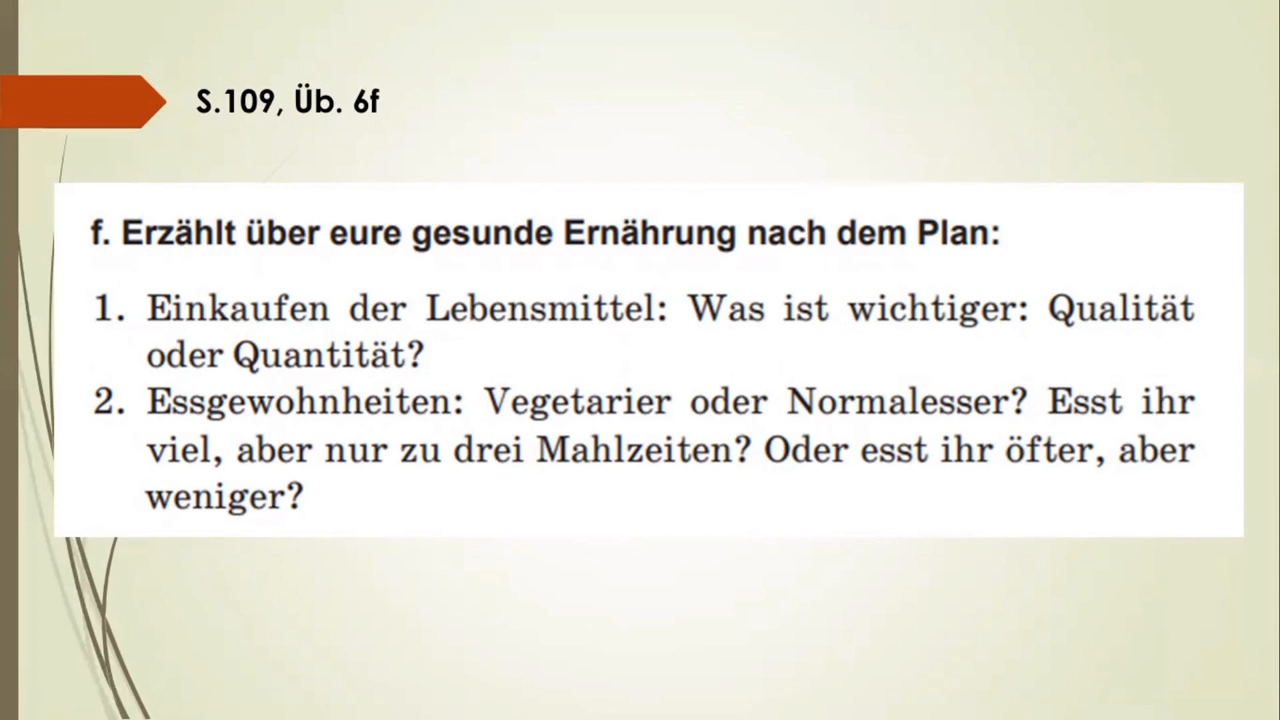 S.109, Üb. 6f
f. Erzählt über eure gesunde Ernährung nach dem Plan:
1. Einkaufen der Lebensmittel: Was ist wichtiger: Qualität
oder Quantität?
2. Essgewohnheiten: Vegetarier oder Normalesser? Esst ihr
viel, aber nur zu drei Mahlzeiten? Oder esst ihr öfter, aber
weniger?